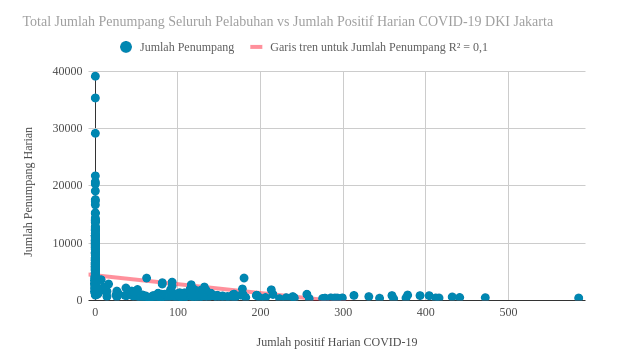 Total Jumlah Penumpang Seluruh Pelabuhan vs Jumlah Positif Harian COVID-19 DKI Jakarta
Jumlah Penumpang
Garis tren untuk Jumlah Penumpang R² = 0,1
Jumlah Penumpang Harian
40000
30000
20000
10000
0
0 100 200 300 400 500
Jumlah positif Harian COVID-19